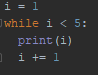 i = 1
while i < 5:
    print(i)
    i += 1